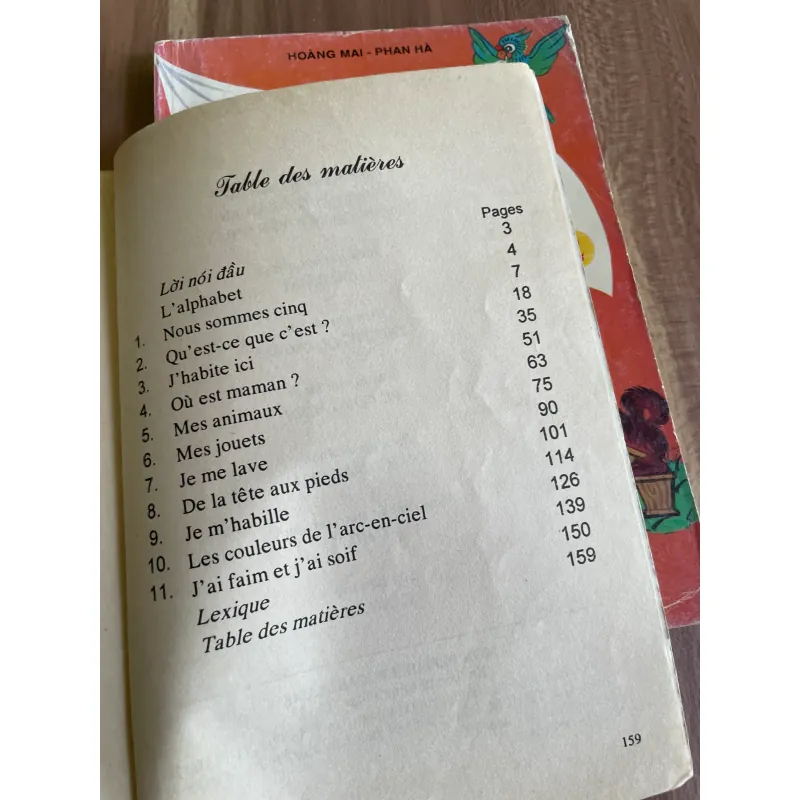 HOÀNG MAI - PHAN HÀ
Table des matières
Pages
Lời nói đầu 3
L'alphabet 4
1. Nous sommes cinq 7
2. Qu'est-ce que c'est ? 18
3. J'habite ici 35
4. Où est maman ? 51
5. Mes animaux 63
6. Mes jouets 75
7. Je me lave 90
8. De la tête aux pieds 101
9. Je m'habille 114
10. Les couleurs de l'arc-en-ciel 126
11. J'ai faim et j'ai soif 139
Lexique 150
Table des matières 159
159